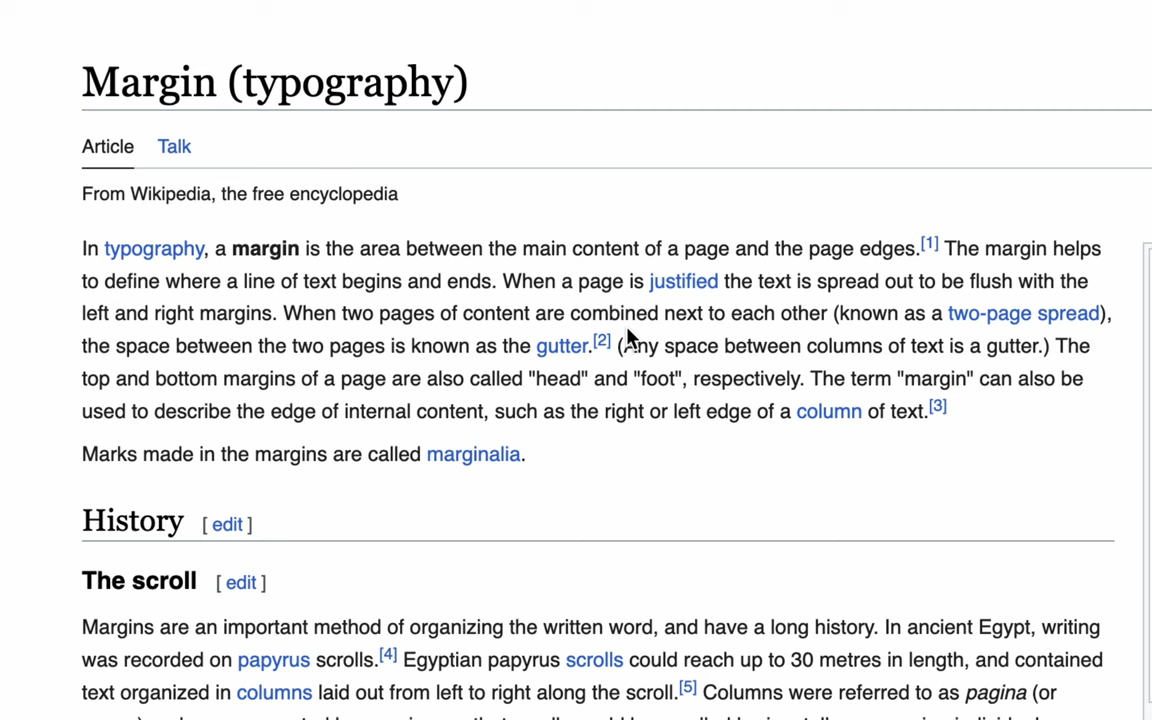 Margin (typography)
Article Talk
From Wikipedia, the free encyclopedia
In typography, a margin is the area between the main content of a page and the page edges.[1] The margin helps
to define where a line of text begins and ends. When a page is justified the text is spread out to be flush with the
left and right margins. When two pages of content are combined next to each other (known as a two-page spread),
the space between the two pages is known as the gutter.[2] (Any space between columns of text is a gutter.) The
top and bottom margins of a page are also called "head" and "foot", respectively. The term "margin" can also be
used to describe the edge of internal content, such as the right or left edge of a column of text.[3]
Marks made in the margins are called marginalia.
History [ edit ]
The scroll [ edit ]
Margins are an important method of organizing the written word, and have a long history. In ancient Egypt, writing
was recorded on papyrus scrolls.[4] Egyptian papyrus scrolls could reach up to 30 metres in length, and contained
text organized in columns laid out from left to right along the scroll.[5] Columns were referred to as pagina (or